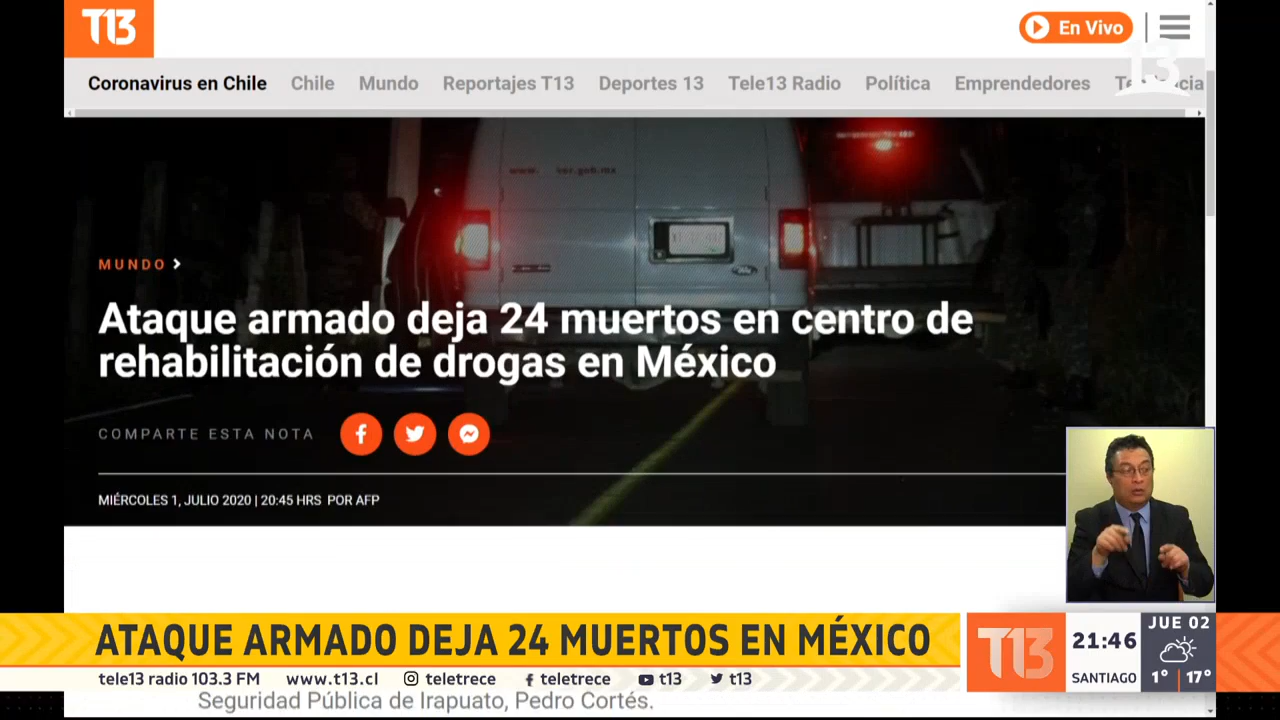 T13
En Vivo
13
Coronavirus en Chile Chile Mundo Reportajes T13 Deportes 13 Tele13 Radio Política Emprendedores
MUNDO
Ataque armado deja 24 muertos en centro de
rehabilitación de drogas en México
COMPARTE ESTA NOTA
MIÉRCOLES 1, JULIO 2020 | 20:45 HRS POR AFP
ATAQUE ARMADO DEJA 24 MUERTOS EN MÉXICO
tele13 radio 103.3 FM www.t13.cl teletrece teletrece t13 t13
T13
21:46
SANTIAGO
JUE 02
1° 17°
Seguridad Pública de Irapuato, Pedro Cortés.